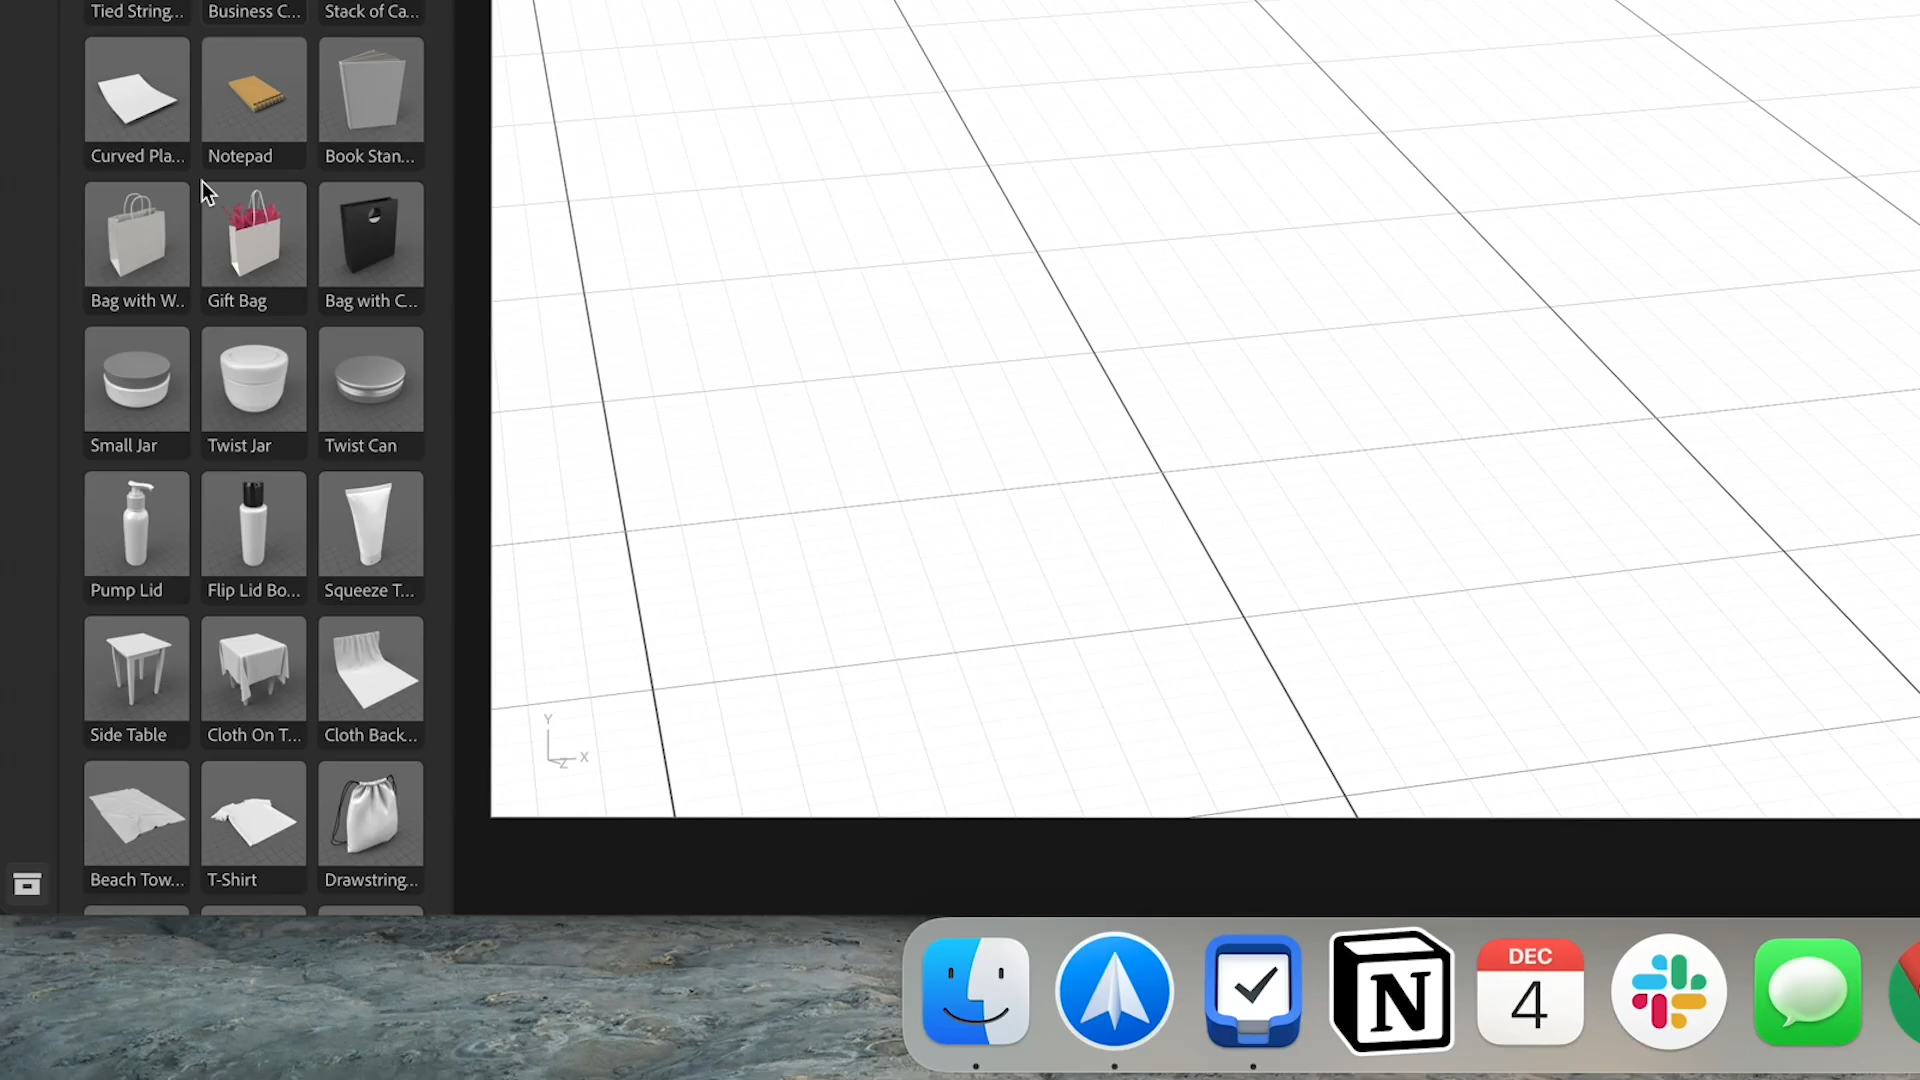 Tied String...
Business C...
Stack of Ca...
Curved Pla...
Notepad
Book Stan...
Bag with W..
Gift Bag
Bag with C...
Small Jar
Twist Jar
Twist Can
Pump Lid
Flip Lid Bo...
Squeeze T...
Side Table
Cloth On T...
Cloth Back...
Beach Tow...
T-Shirt
Drawstring...
Y
X
Z
N
DEC
4